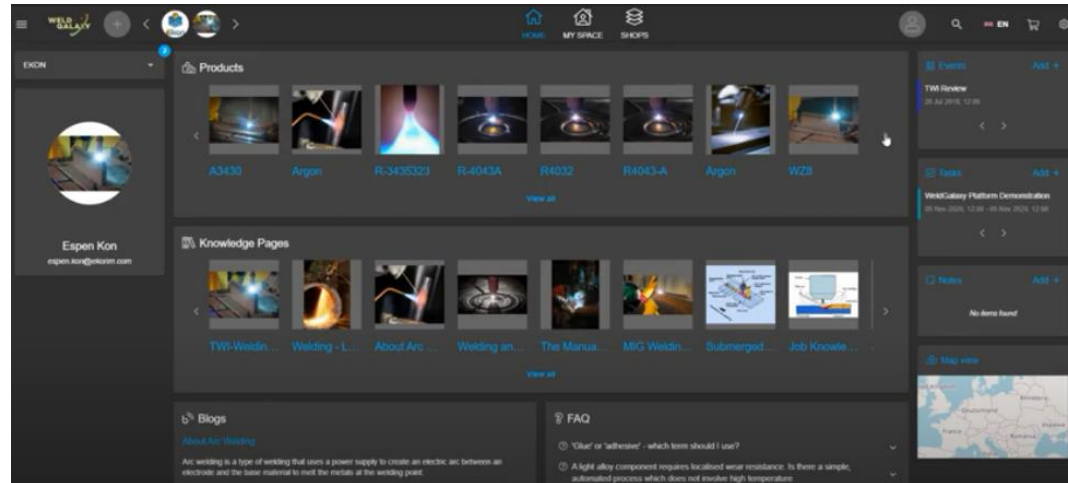 WELD GALAXY
Ekon
HOME
MY SPACE
SHOPS
EN
EKON
2
Espen Kon
espen.kon@ekonm.com
Products
A3430
Argon
R-3435323
R-4043A
R4032
R4043-A
Argon
WZ8
View all
Knowledge Pages
TWI-Weldin...
Welding - L...
About Arc ...
Welding an...
The Manua...
MIG Weldin...
Submerged...
Job Knowle...
View all
Blogs
About Arc Welding
Arc welding is a type of welding that uses a power supply to create an electric arc between an
electrode and the base material to melt the metals at the welding point.
FAQ
'Glue' or 'adhesive' - which term should I use?
A light alloy component requires localised wear resistance. Is there a simple,
automated process which does not involve high temperature
Events
Add +
TWI Review
Tasks
Add +
WeldGalaxy Platform Demonstration
Notes
Add +
No items found
Map view
Deutschland
France